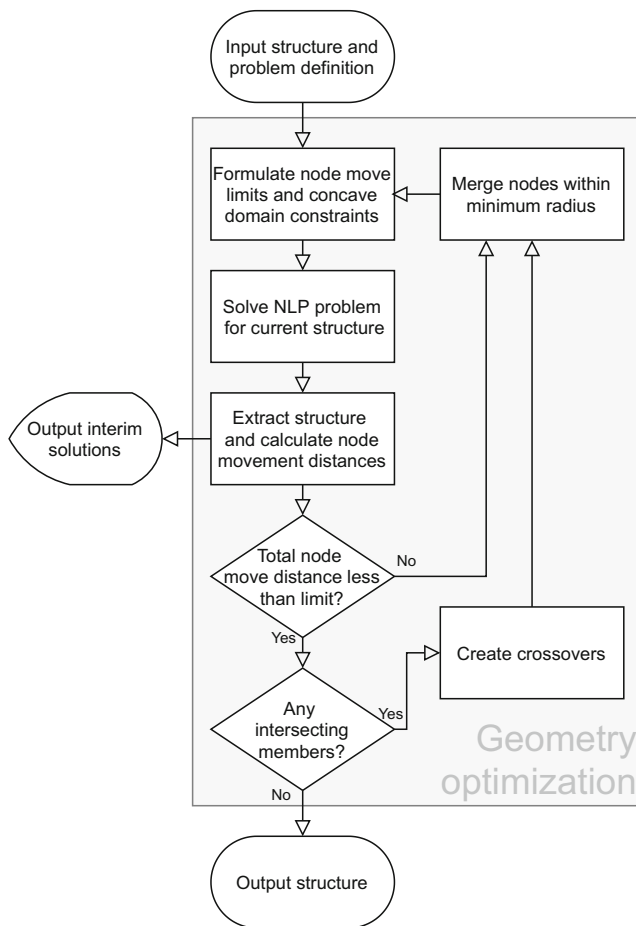 Input structure and
problem definition
Formulate node move
limits and concave
domain constraints
Merge nodes within
minimum radius
Solve NLP problem
for current structure
Extract structure
and calculate node
movement distances
Output interim
solutions
Total node
move distance less
than limit?
No
Yes
Create crossovers
Any
intersecting
members?
Yes
No
Geometry
optimization
Output structure